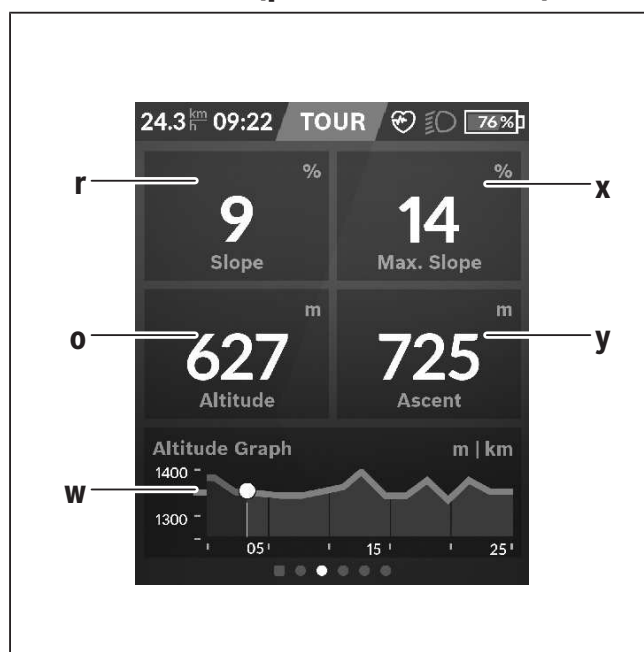 24.3 km/h 09:22 TOUR 76 %
r % % x
9 14
Slope Max. Slope
o m m y
627 725
Altitude Ascent
Altitude Graph m | km
1400
w
1300
05 15 25